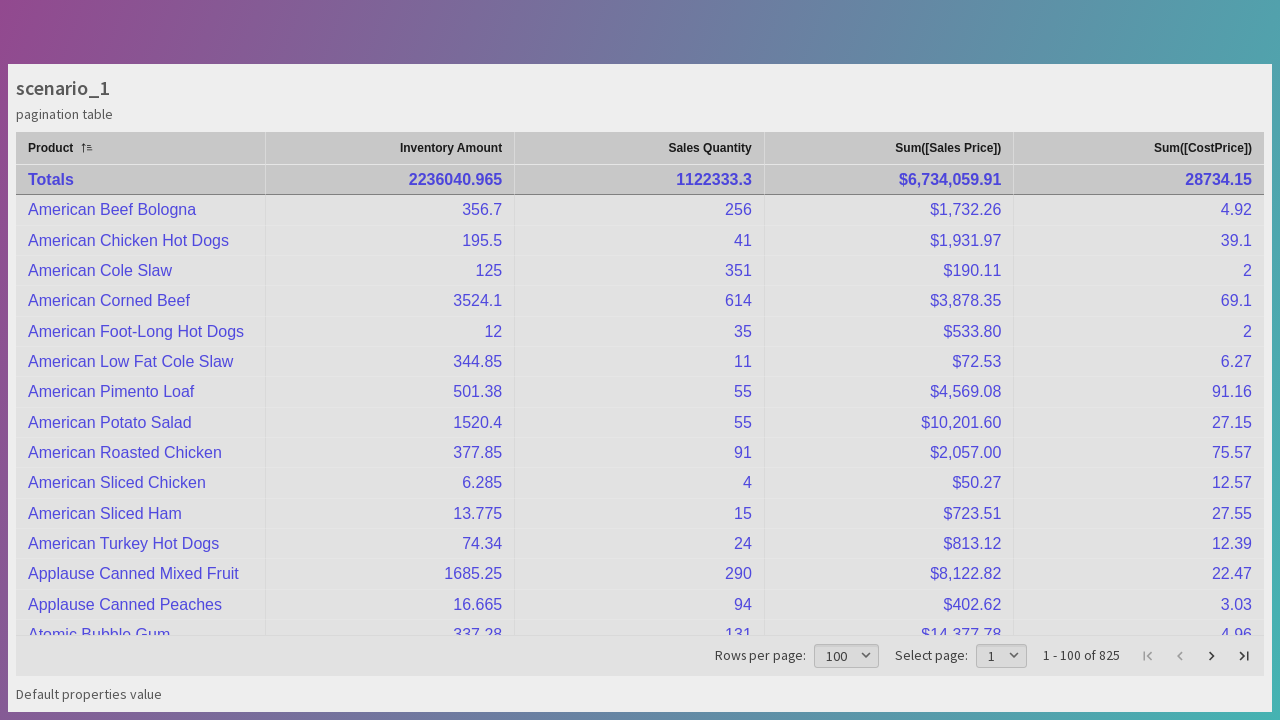 scenario_1
pagination table
Product Inventory Amount Sales Quantity Sum([Sales Price]) Sum([CostPrice])
Totals 2236040.965 1122333.3 $6,734,059.91 28734.15
American Beef Bologna 356.7 256 $1,732.26 4.92
American Chicken Hot Dogs 195.5 41 $1,931.97 39.1
American Cole Slaw 125 351 $190.11 2
American Corned Beef 3524.1 614 $3,878.35 69.1
American Foot-Long Hot Dogs 12 35 $533.80 2
American Low Fat Cole Slaw 344.85 11 $72.53 6.27
American Pimento Loaf 501.38 55 $4,569.08 91.16
American Potato Salad 1520.4 55 $10,201.60 27.15
American Roasted Chicken 377.85 91 $2,057.00 75.57
American Sliced Chicken 6.285 4 $50.27 12.57
American Sliced Ham 13.775 15 $723.51 27.55
American Turkey Hot Dogs 74.34 24 $813.12 12.39
Applause Canned Mixed Fruit 1685.25 290 $8,122.82 22.47
Applause Canned Peaches 16.665 94 $402.62 3.03
Atomic Bubble Gum 337.28 131 $14,377.78 4.96
Rows per page: 100 Select page: 1 1 - 100 of 825
Default properties value